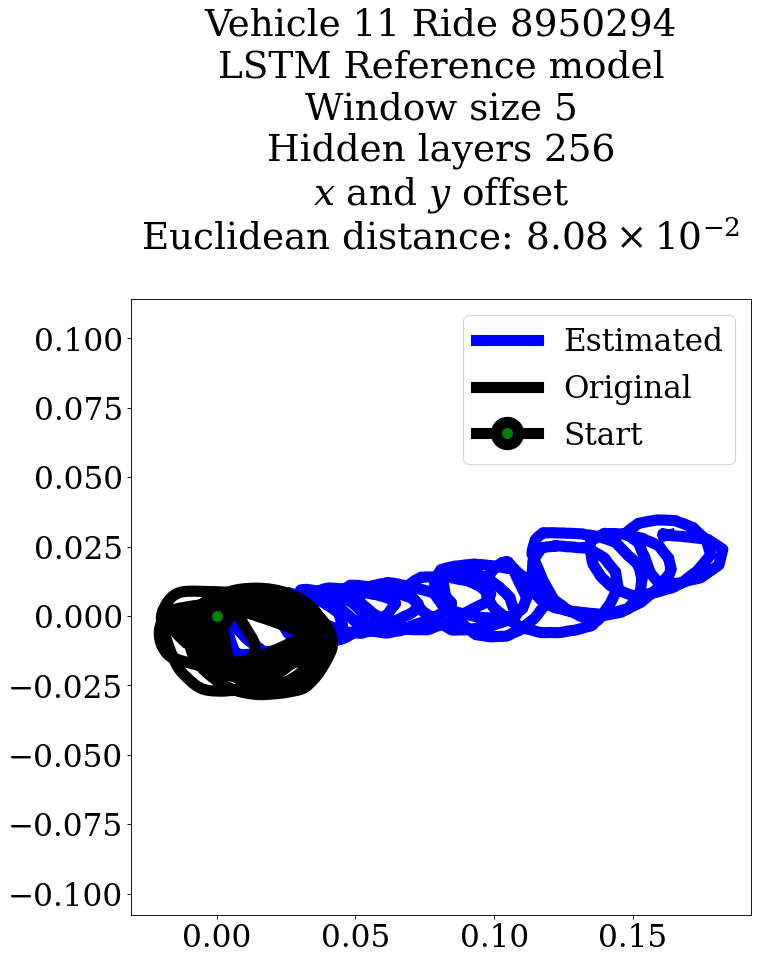 Vehicle 11 Ride 8950294
LSTM Reference model
Window size 5
Hidden layers 256
x and y offset
Euclidean distance: 8.08 × 10⁻²
Estimated
Original
Start
0.100
0.075
0.050
0.025
0.000
−0.025
−0.050
−0.075
−0.100
0.00 0.05 0.10 0.15